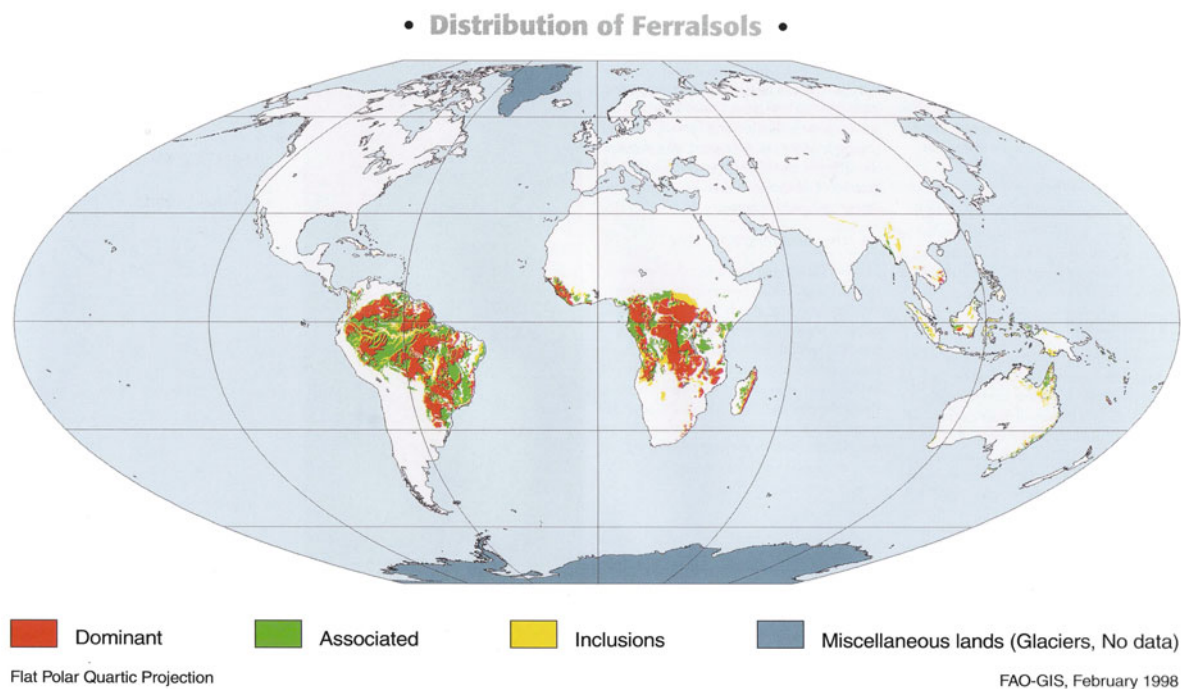 • Distribution of Ferralsols •
Dominant
Associated
Inclusions
Miscellaneous lands (Glaciers, No data)
Flat Polar Quartic Projection
FAO-GIS, February 1998